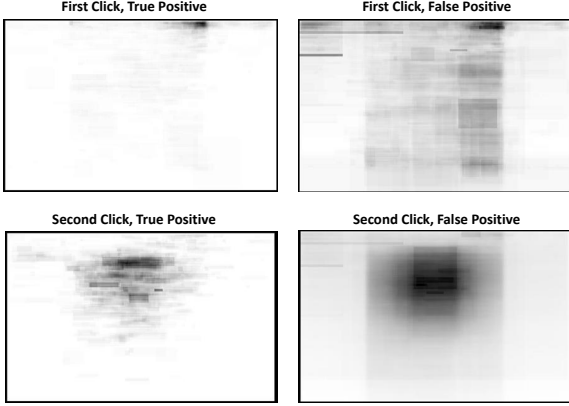 First Click, True Positive
First Click, False Positive
Second Click, True Positive
Second Click, False Positive